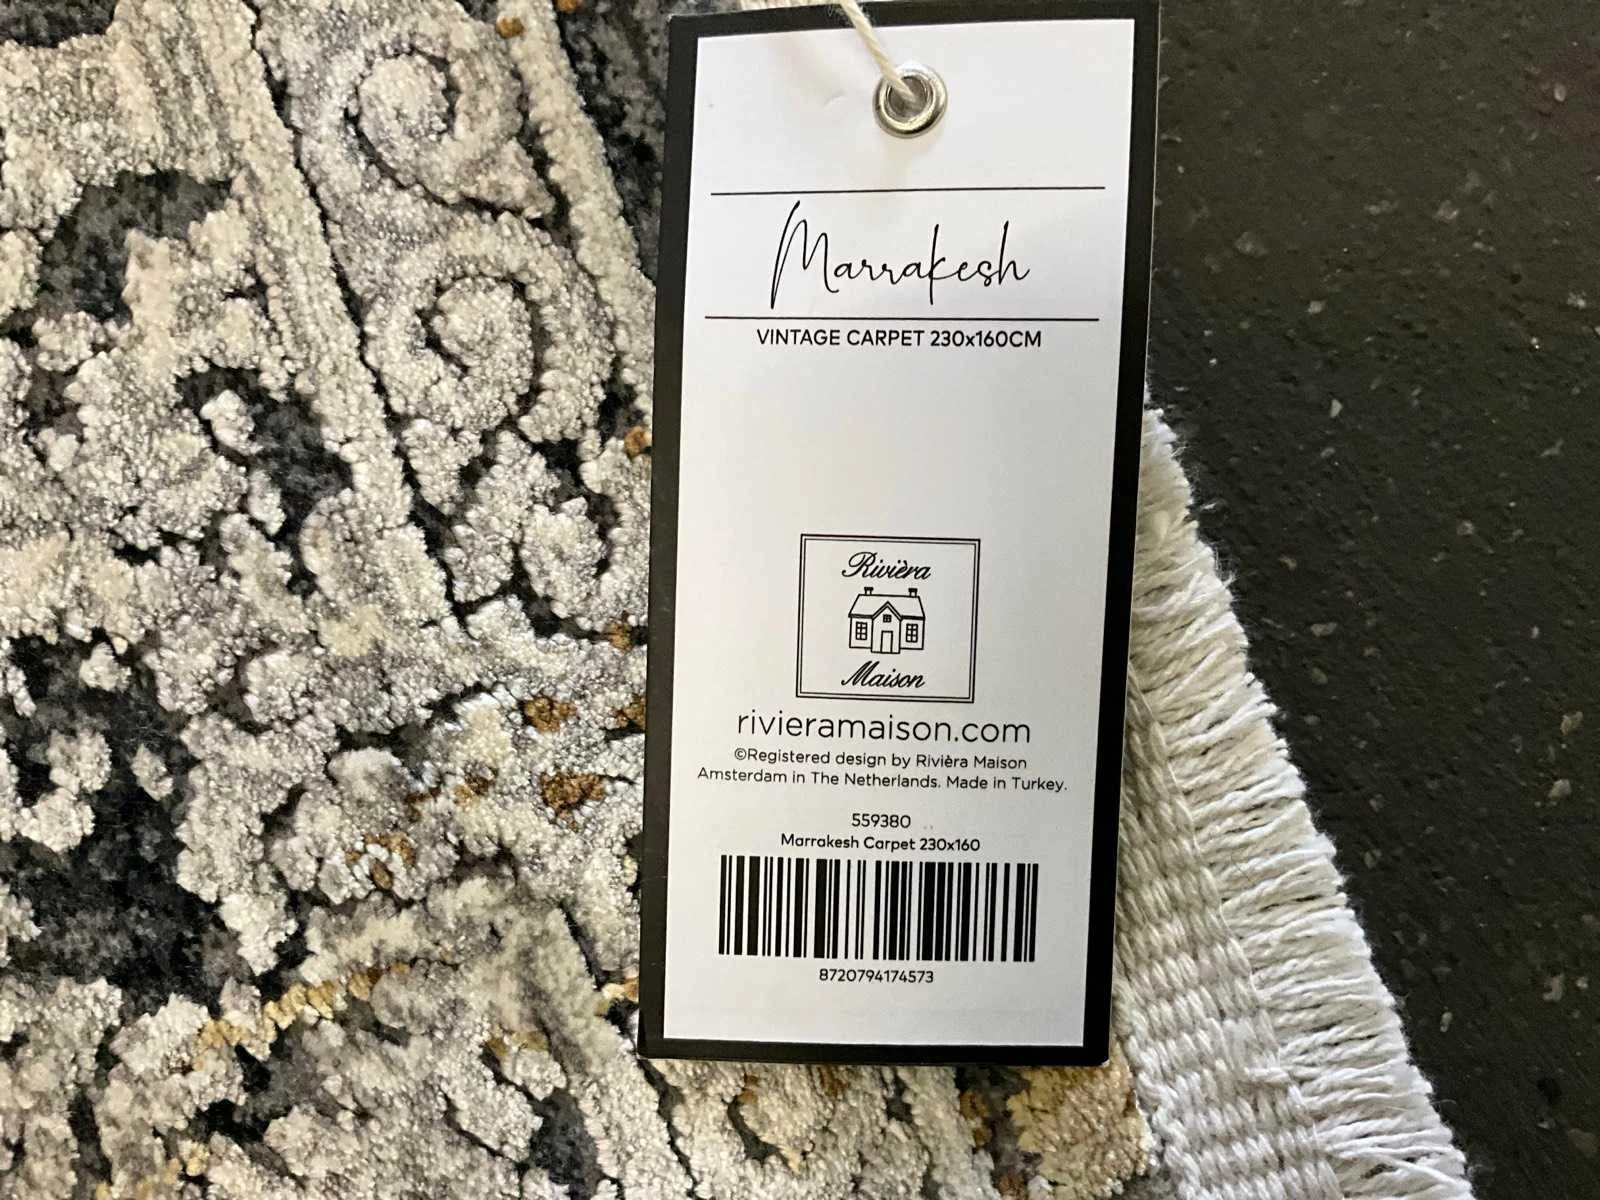 Marrakesh
VINTAGE CARPET 230x160CM
Rivièra
Maison
rivieramaison.com
©Registered design by Rivièra Maison
Amsterdam in The Netherlands. Made in Turkey.
559380
Marrakesh Carpet 230x160
8720794174573